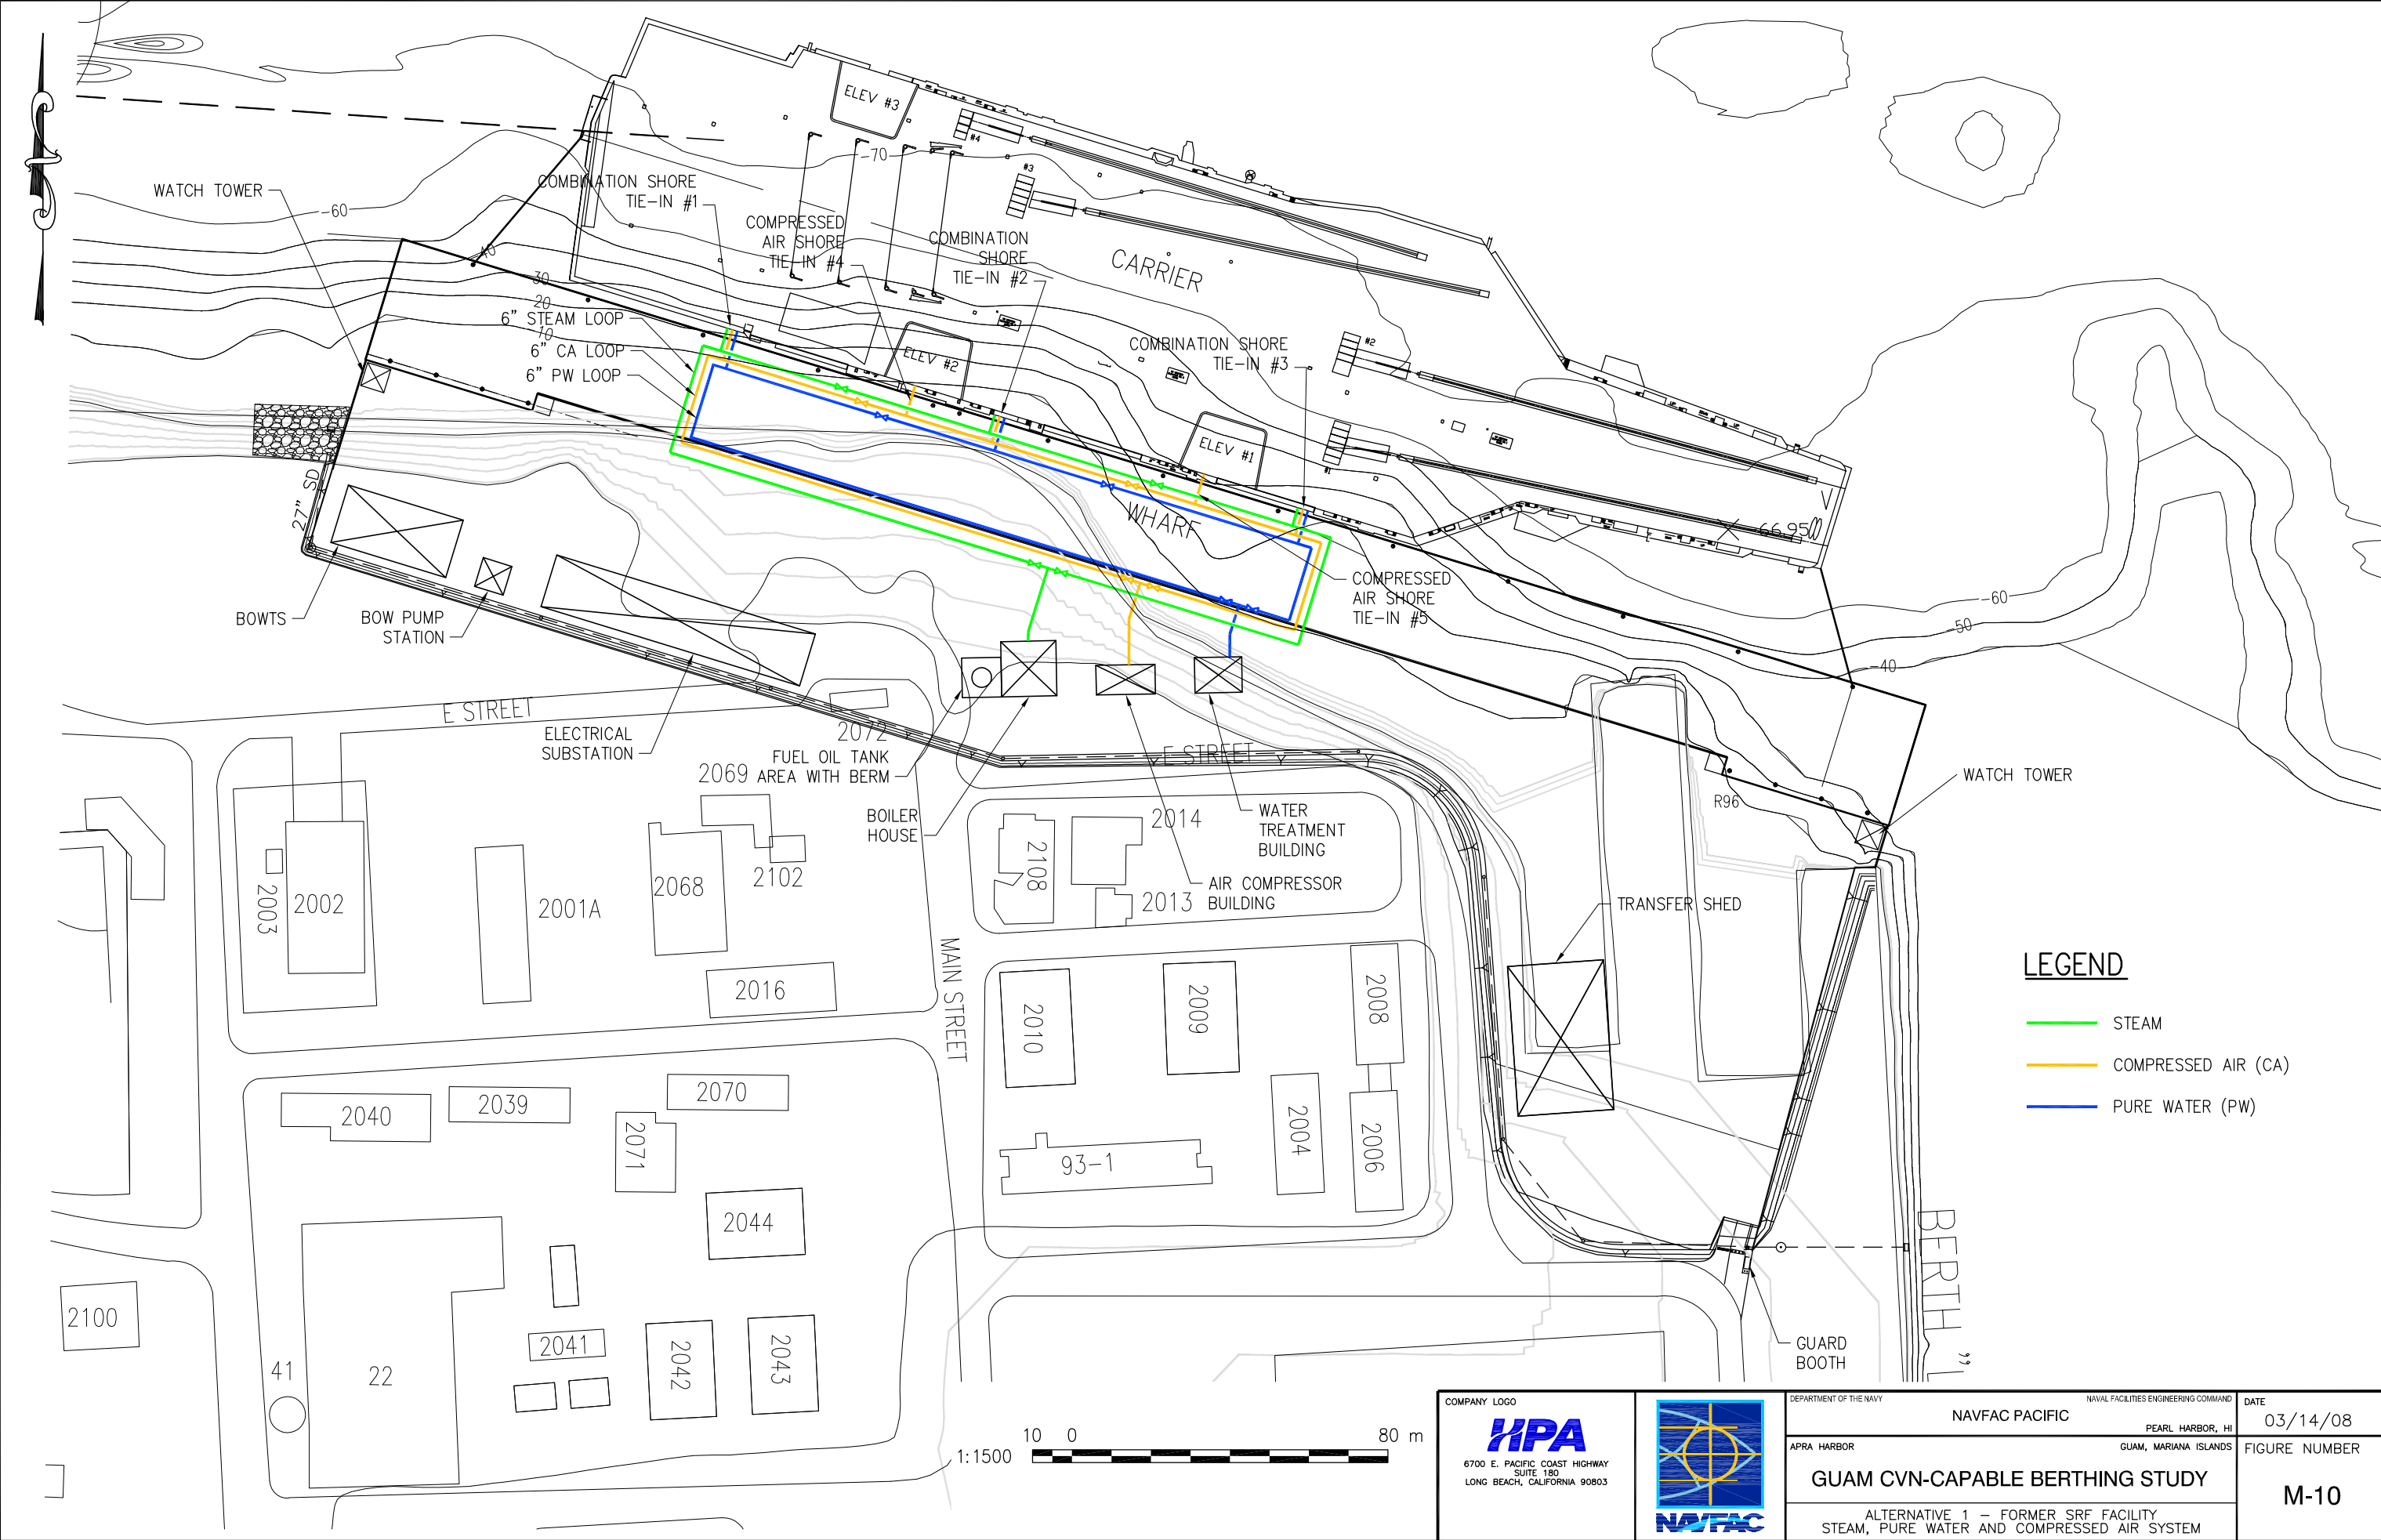 ELEV #3
#4
-70
#3
WATCH TOWER
COMBINATION SHORE
TIE-IN #1
-60
COMPRESSED
AIR SHORE
TIE-IN #4
COMBINATION
SHORE
TIE-IN #2
CARRIER
40
30
20
10
6" STEAM LOOP
6" CA LOOP
6" PW LOOP
ELEV #2
COMBINATION SHORE
TIE-IN #3
#2
ELEV #1
#1
27" SD
WHARF
66.95
COMPRESSED
AIR SHORE
TIE-IN #5
-60
-50
-40
BOWTS
BOW PUMP
STATION
E STREET
ELECTRICAL
SUBSTATION
2072
FUEL OIL TANK
AREA WITH BERM
2069
E STREET
WATCH TOWER
R96
BOILER
HOUSE
WATER
TREATMENT
BUILDING
2014
2108
2013
AIR COMPRESSOR
BUILDING
TRANSFER SHED
2003
2002
2001A
2068
2102
2016
MAIN STREET
2010
2009
2008
LEGEND
STEAM
COMPRESSED AIR (CA)
PURE WATER (PW)
2040
2039
2070
2071
2044
93-1
2004
2006
2100
41
22
2041
2042
2043
BERTH
GUARD
BOOTH
10 0 80 m
1:1500
COMPANY LOGO
HPA
6700 E. PACIFIC COAST HIGHWAY
SUITE 180
LONG BEACH, CALIFORNIA 90803
NAVFAC
DEPARTMENT OF THE NAVY NAVAL FACILITIES ENGINEERING COMMAND
NAVFAC PACIFIC
PEARL HARBOR, HI
APRA HARBOR GUAM, MARIANA ISLANDS
GUAM CVN-CAPABLE BERTHING STUDY
ALTERNATIVE 1 - FORMER SRF FACILITY
STEAM, PURE WATER AND COMPRESSED AIR SYSTEM
DATE
03/14/08
FIGURE NUMBER
M-10